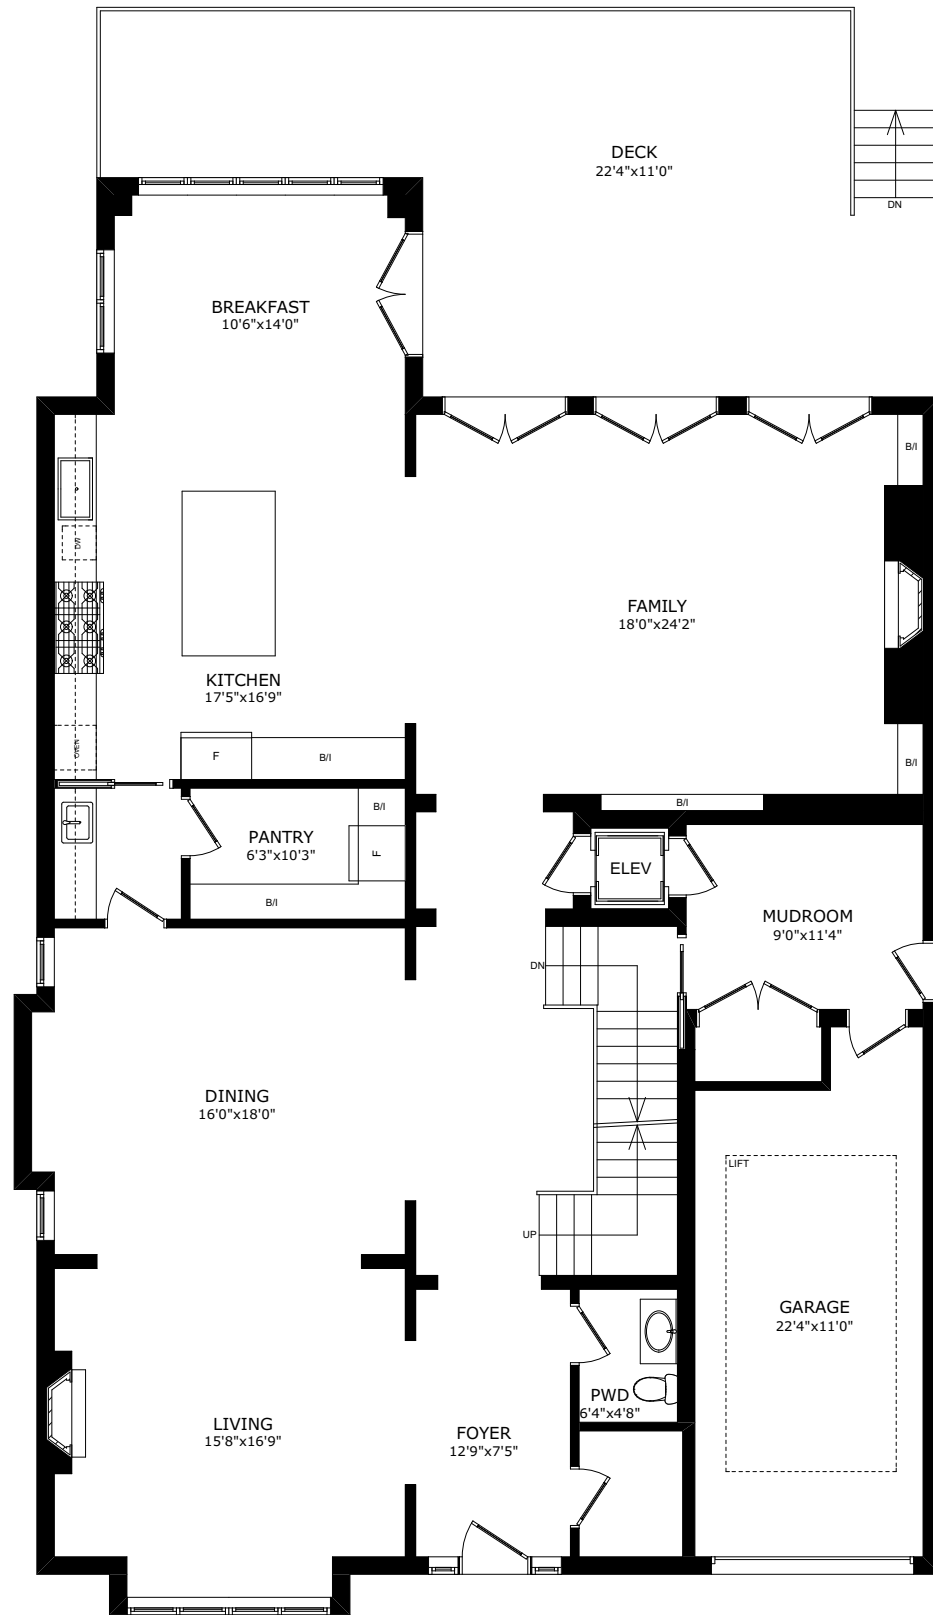 DECK
22'4"x11'0"
DN
BREAKFAST
10'6"x14'0"
B/I
DW
FAMILY
18'0"x24'2"
KITCHEN
17'5"x16'9"
OVEN
F
B/I
B/I
B/I
B/I
PANTRY
6'3"x10'3"
F
B/I
ELEV
MUDROOM
9'0"x11'4"
DN
DINING
16'0"x18'0"
LIFT
UP
GARAGE
22'4"x11'0"
PWD
6'4"x4'8"
LIVING
15'8"x16'9"
FOYER
12'9"x7'5"